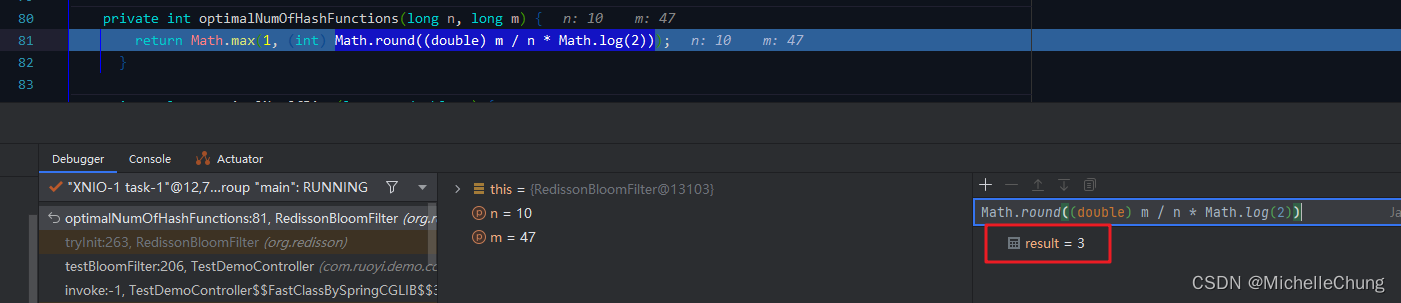 80 private int optimalNumOfHashFunctions(long n, long m) { n: 10 m: 47
81 return Math.max(1, (int) Math.round((double) m / n * Math.log(2))); n: 10 m: 47
82 }
83
Debugger Console Actuator
"XNIO-1 task-1"@12,7...roup "main": RUNNING
optimalNumOfHashFunctions:81, RedissonBloomFilter (org.re
tryInit:263, RedissonBloomFilter (org.redisson)
testBloomFilter:206, TestDemoController (com.ruoyi.demo.co
invoke:-1, TestDemoController$$FastClassBySpringCGLIB$$
this = {RedissonBloomFilter@13103}
n = 10
m = 47
Math.round((double) m / n * Math.log(2)) Ja
result = 3
CSDN @MichelleChung